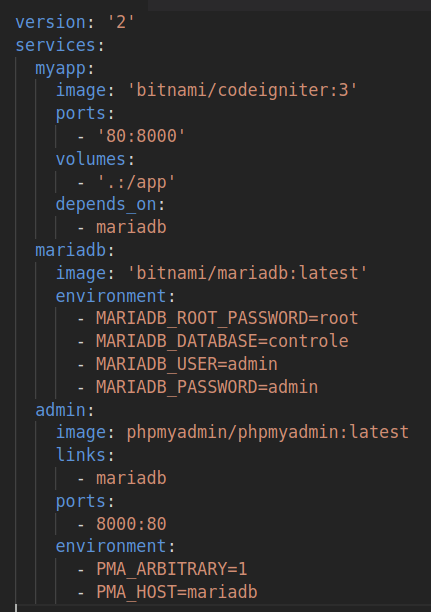 version: '2'
services:
  myapp:
    image: 'bitnami/codeigniter:3'
    ports:
      - '80:8000'
    volumes:
      - '.:/app'
    depends_on:
      - mariadb
  mariadb:
    image: 'bitnami/mariadb:latest'
    environment:
      - MARIADB_ROOT_PASSWORD=root
      - MARIADB_DATABASE=controle
      - MARIADB_USER=admin
      - MARIADB_PASSWORD=admin
  admin:
    image: phpmyadmin/phpmyadmin:latest
    links:
      - mariadb
    ports:
      - 8000:80
    environment:
      - PMA_ARBITRARY=1
      - PMA_HOST=mariadb